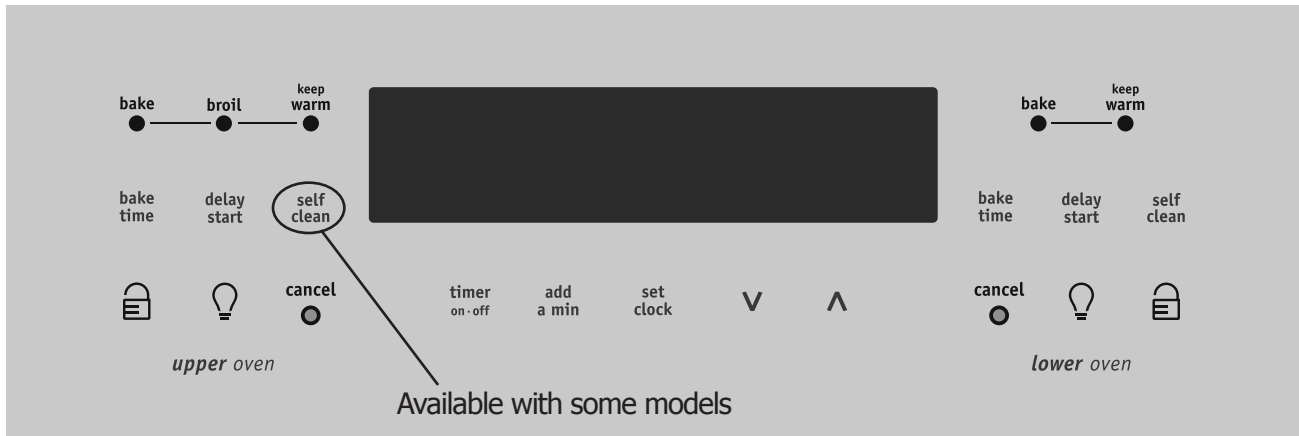 bake broil keep warm
bake keep warm
bake time
delay start
self clean
bake time
delay start
self clean
cancel
timer on·off
add a min
set clock
cancel
upper oven
lower oven
Available with some models